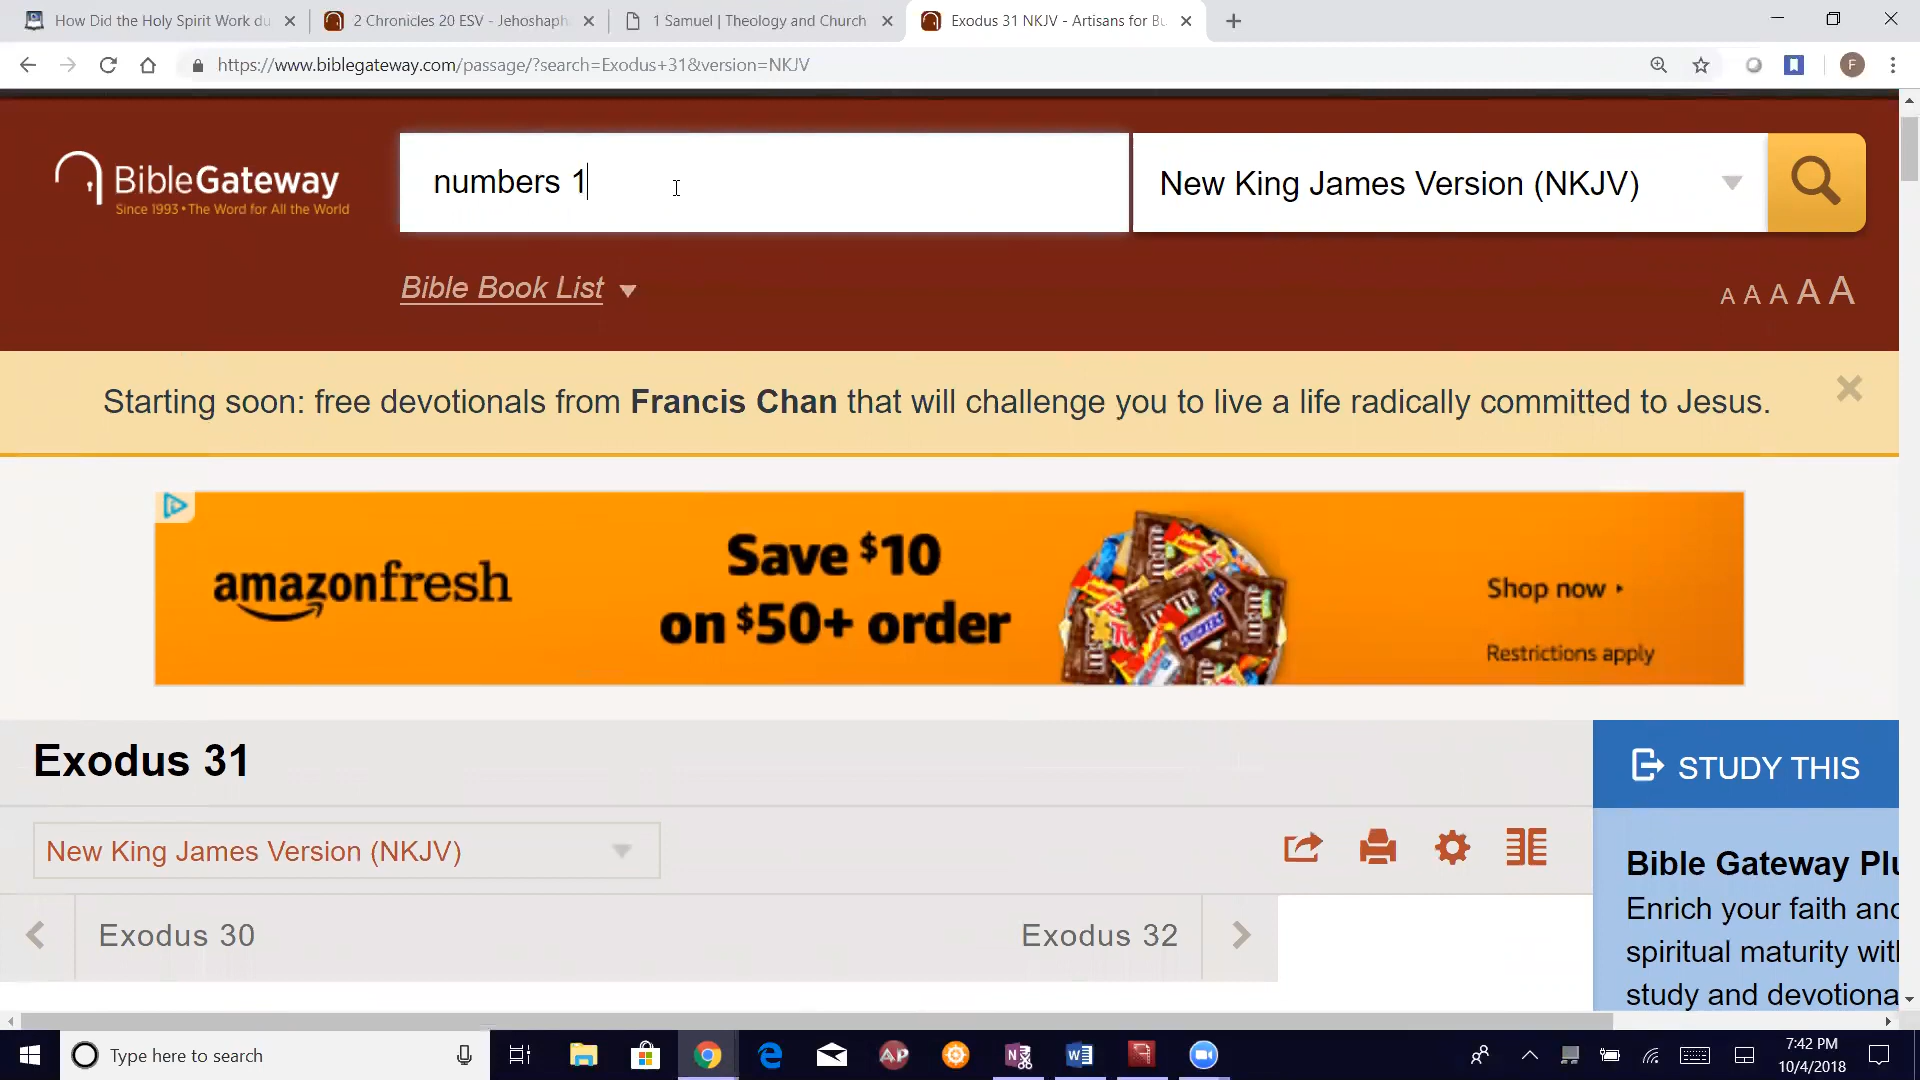 How Did the Holy Spirit Work du
2 Chronicles 20 ESV - Jehoshaph
1 Samuel | Theology and Church
Exodus 31 NKJV - Artisans for Bu
https://www.biblegateway.com/passage/?search=Exodus+31&version=NKJV
F
BibleGateway
Since 1993 • The Word for All the World
numbers 1
New King James Version (NKJV)
Bible Book List
A A A A A
Starting soon: free devotionals from Francis Chan that will challenge you to live a life radically committed to Jesus.
amazonfresh
Save $10
on $50+ order
Shop now
Restrictions apply
M&M's
SNICKERS
Exodus 31
STUDY THIS
New King James Version (NKJV)
Bible Gateway Plu
Enrich your faith and
spiritual maturity with
study and devotiona
Exodus 30
Exodus 32
Type here to search
AP
7:42 PM
10/4/2018